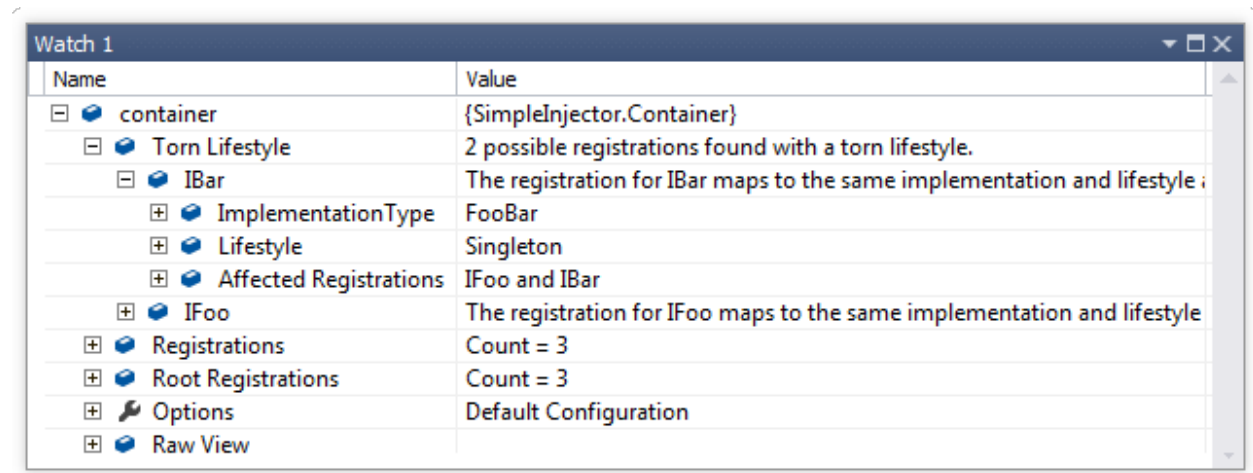 Watch 1
Name Value
container {SimpleInjector.Container}
Torn Lifestyle 2 possible registrations found with a torn lifestyle.
IBar The registration for IBar maps to the same implementation and lifestyle
ImplementationType FooBar
Lifestyle Singleton
Affected Registrations IFoo and IBar
IFoo The registration for IFoo maps to the same implementation and lifestyle
Registrations Count = 3
Root Registrations Count = 3
Options Default Configuration
Raw View